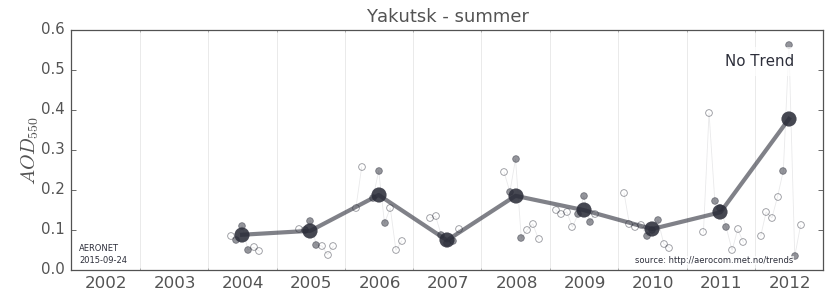 Yakutsk - summer
0.6
0.5
0.4
0.3
0.2
0.1
0.0
AOD550
No Trend
AERONET
2015-09-24
source: http://aerocom.met.no/trends
2002 2003 2004 2005 2006 2007 2008 2009 2010 2011 2012